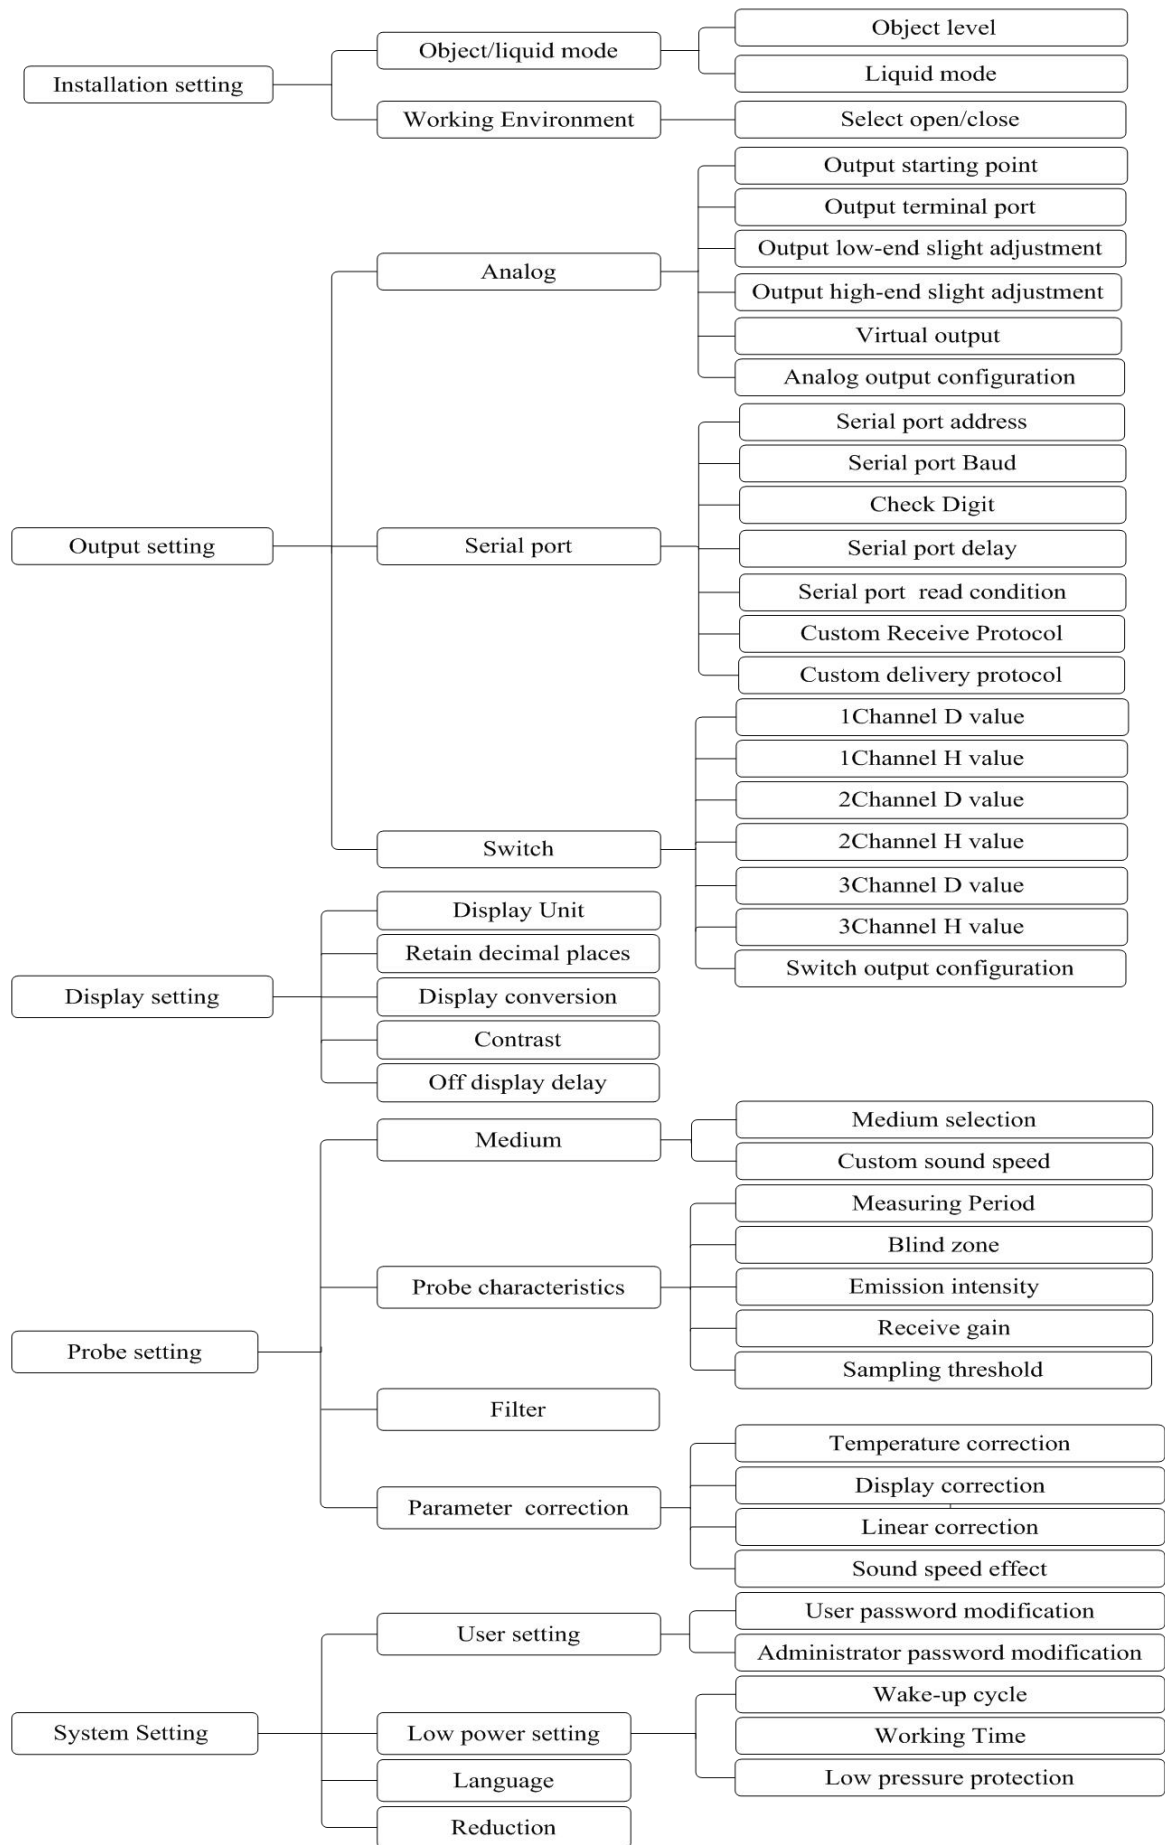 Installation setting
Object/liquid mode
Object level
Liquid mode
Working Environment
Select open/close
Output setting
Analog
Output starting point
Output terminal port
Output low-end slight adjustment
Output high-end slight adjustment
Virtual output
Analog output configuration
Serial port
Serial port address
Serial port Baud
Check Digit
Serial port delay
Serial port  read condition
Custom Receive Protocol
Custom delivery protocol
Switch
1Channel D value
1Channel H value
2Channel D value
2Channel H value
3Channel D value
3Channel H value
Switch output configuration
Display setting
Display Unit
Retain decimal places
Display conversion
Contrast
Off display delay
Probe setting
Medium
Medium selection
Custom sound speed
Probe characteristics
Measuring Period
Blind zone
Emission intensity
Receive gain
Sampling threshold
Filter
Parameter  correction
Temperature correction
Display correction
Linear correction
Sound speed effect
System Setting
User setting
User password modification
Administrator password modification
Low power setting
Wake-up cycle
Working Time
Low pressure protection
Language
Reduction